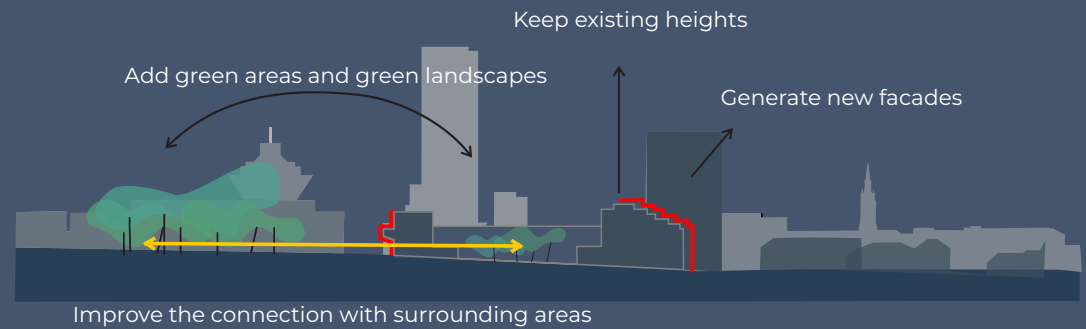 Keep existing heights
Add green areas and green landscapes
Generate new facades
Improve the connection with surrounding areas